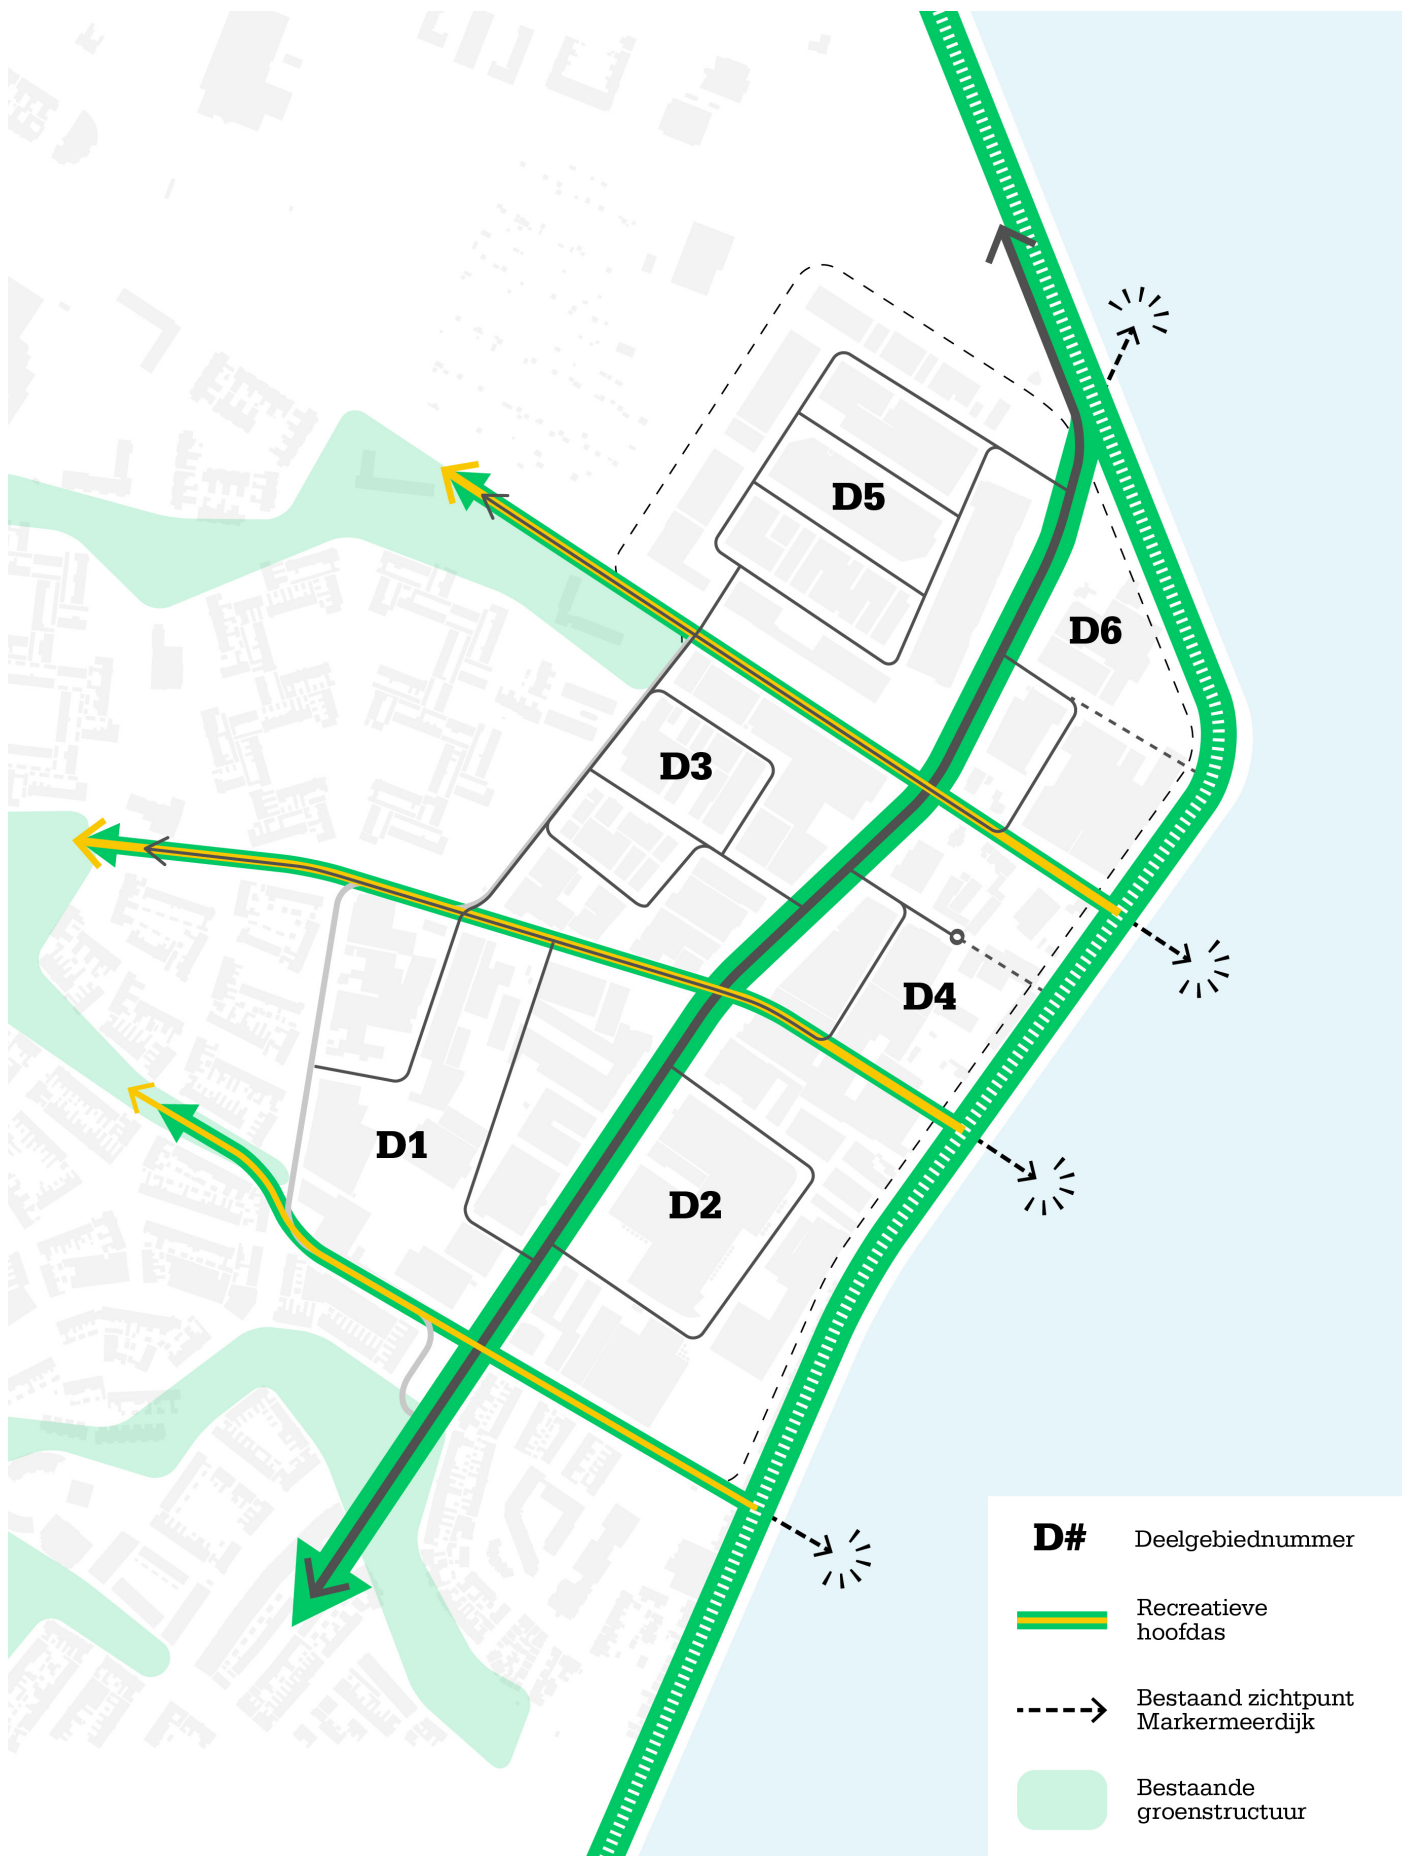 D5
D6
D3
D4
D1
D2
D# Deelgebiednummer
Recreatieve
hoofdas
Bestaand zichtpunt
Markermeerdijk
Bestaande
groenstructuur